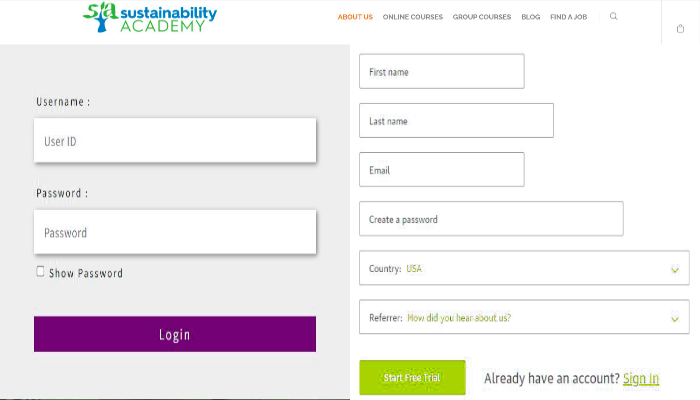 sa sustainability
ACADEMY
ABOUT US ONLINE COURSES GROUP COURSES BLOG FIND A JOB
Username :
User ID
Password :
Password
Show Password
Login
First name
Last name
Email
Create a password
Country: USA
Referrer: How did you hear about us?
Start Free Trial
Already have an account? Sign In